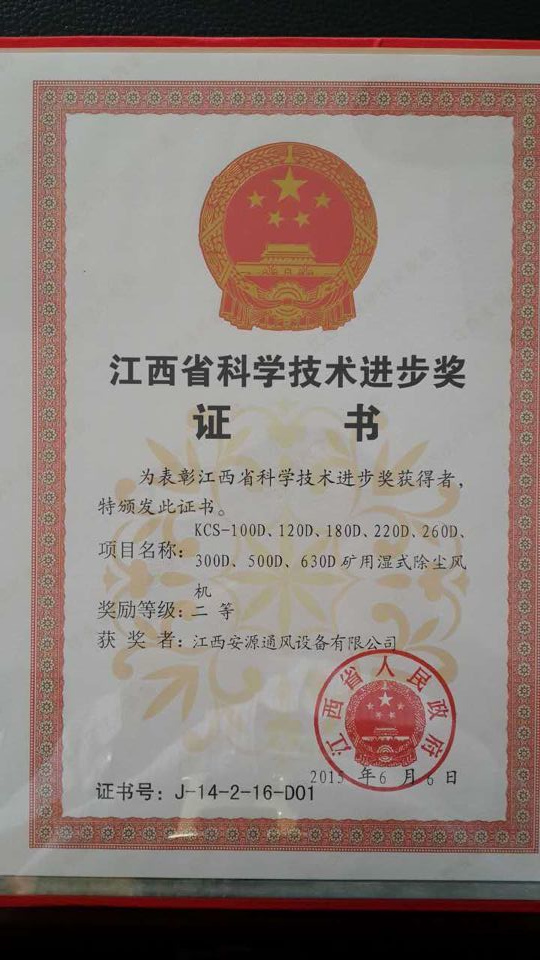 江西省科学技术进步奖
证 书
为表彰江西省科学技术进步奖获得者，
特颁发此证书。
项目名称：KCS-100D、120D、180D、220D、260D、
300D、500D、630D 矿用湿式除尘风
机
奖励等级：二 等
获 奖 者：江西安源通风设备有限公司
江西省人民政府
2015 年 6 月 6 日
证书号：J-14-2-16-D01